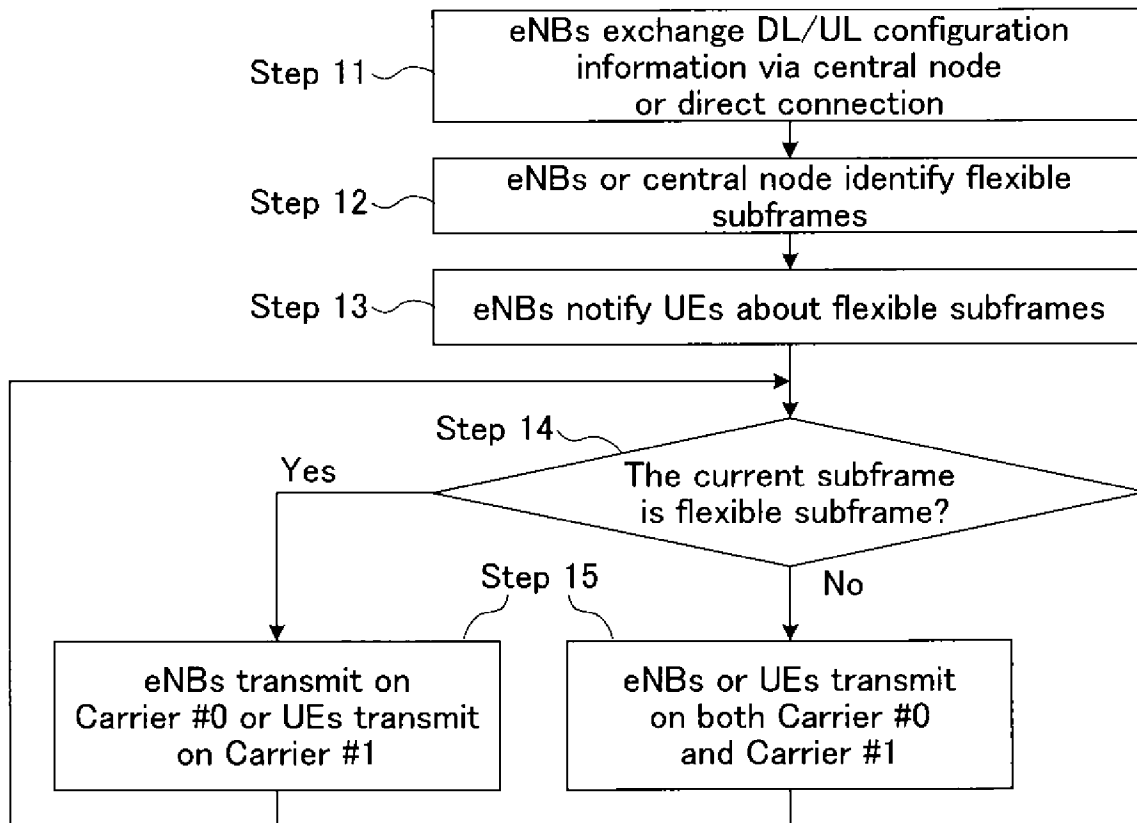 Step 11
eNBs exchange DL/UL configuration
information via central node
or direct connection
Step 12
eNBs or central node identify flexible
subframes
Step 13
eNBs notify UEs about flexible subframes
Step 14
The current subframe
is flexible subframe?
Yes
No
Step 15
eNBs transmit on
Carrier #0 or UEs transmit
on Carrier #1
eNBs or UEs transmit
on both Carrier #0
and Carrier #1